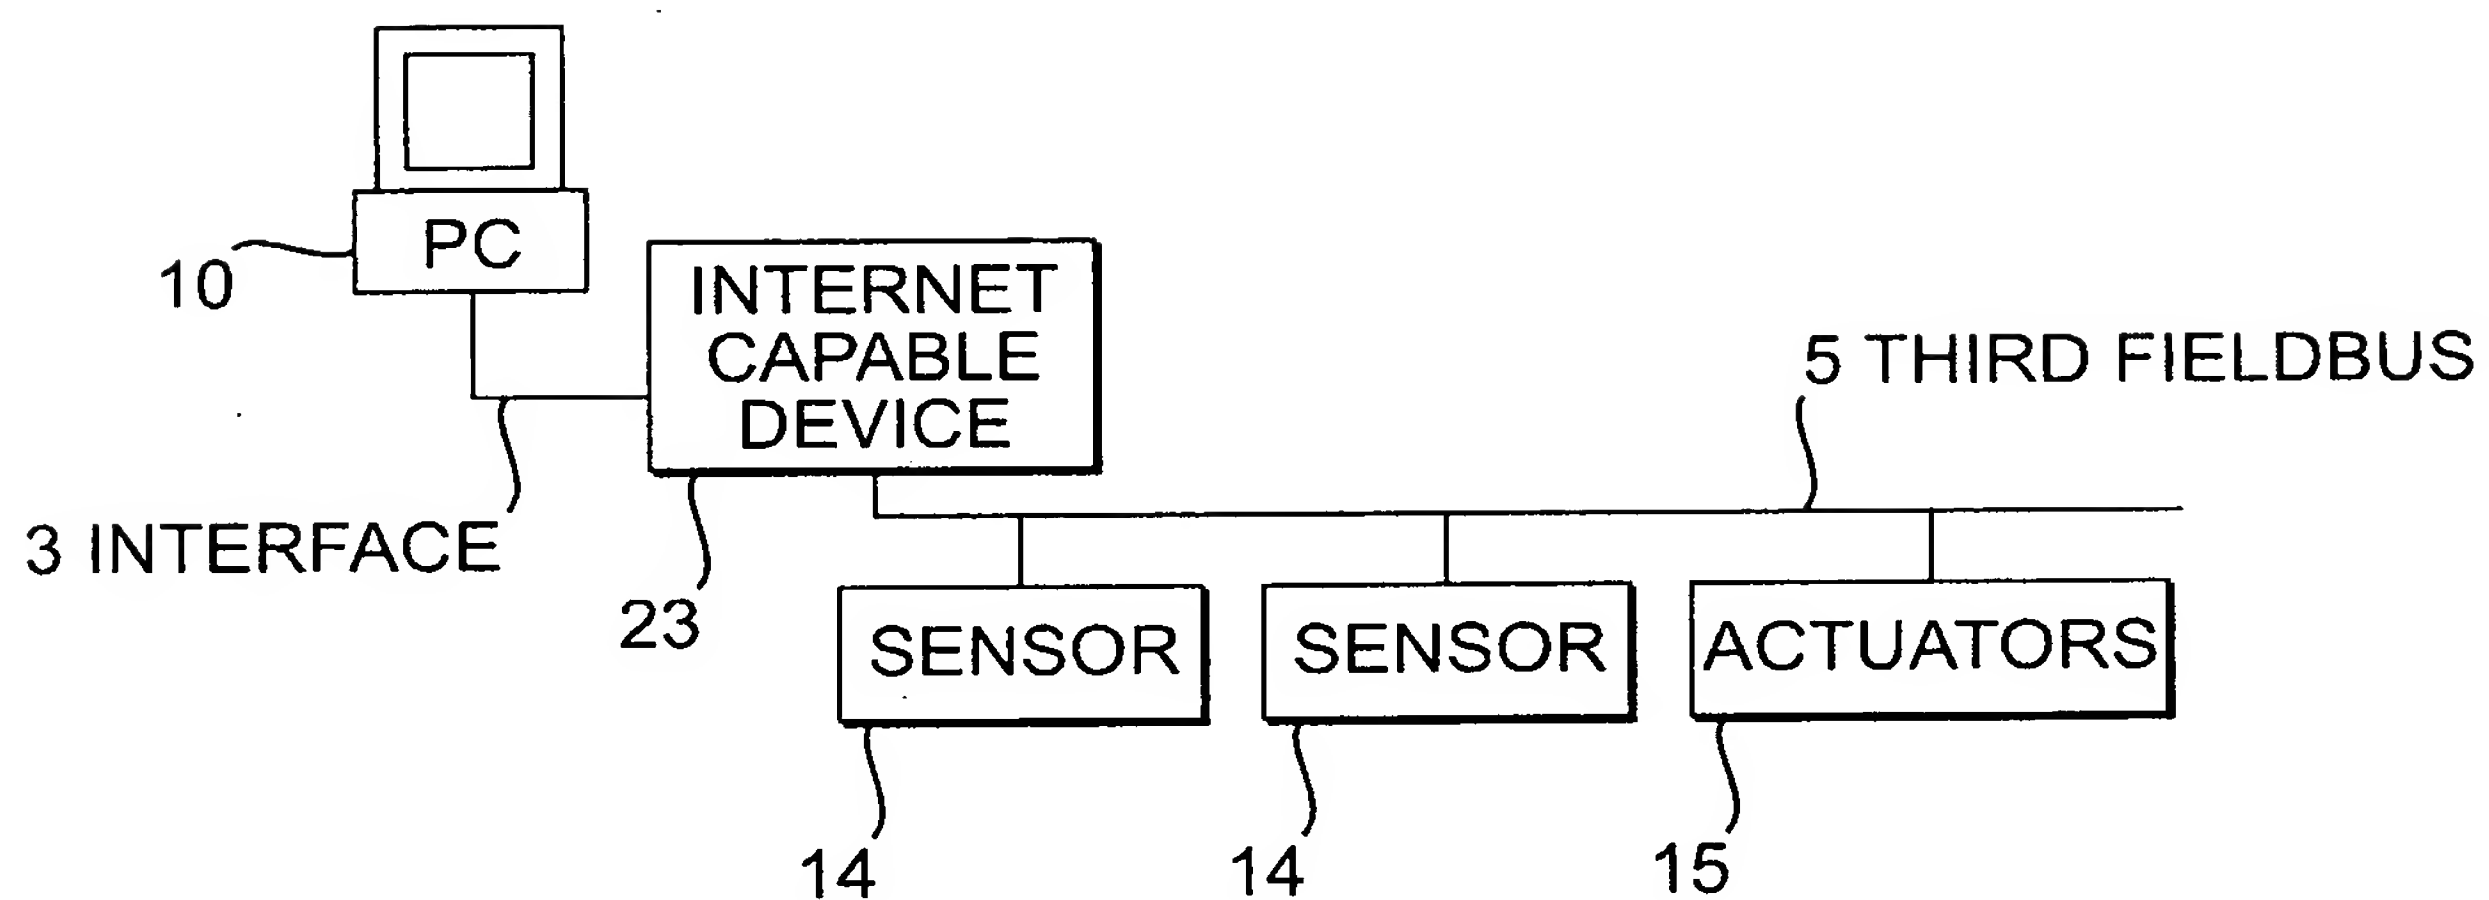 PC
10
INTERNET
CAPABLE
DEVICE
5 THIRD FIELDBUS
3 INTERFACE
23
SENSOR
SENSOR
ACTUATORS
14
14
15